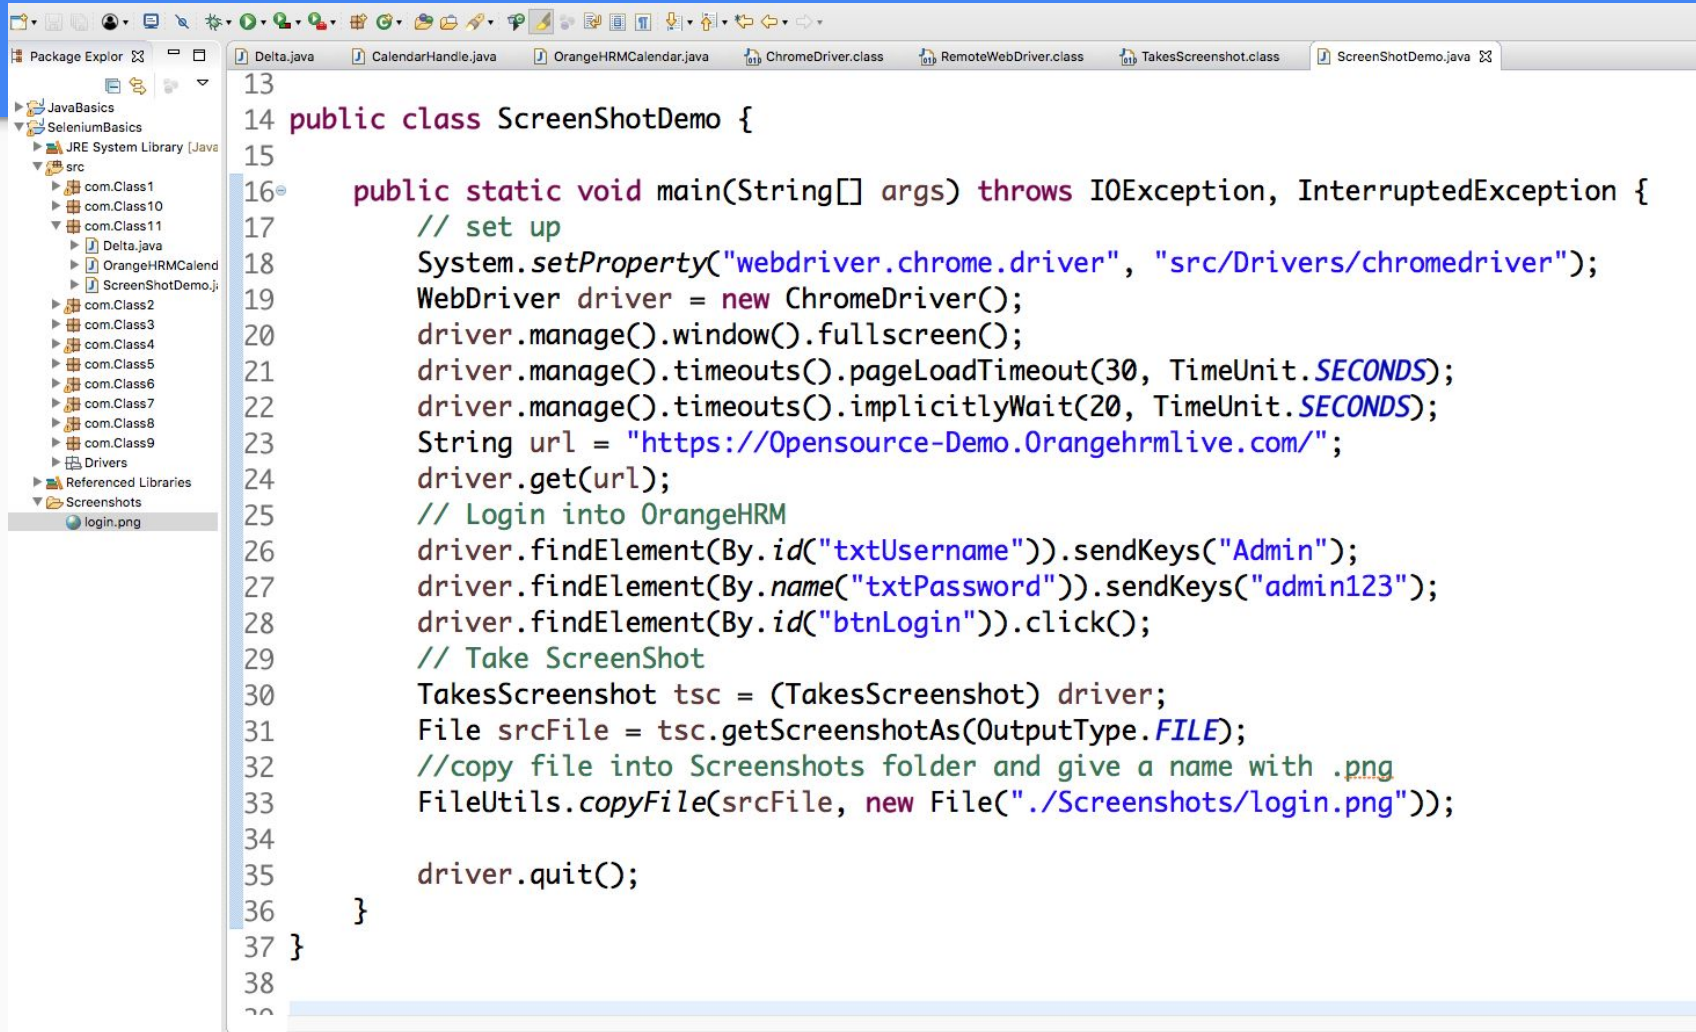 Package Explor
JavaBasics
SeleniumBasics
JRE System Library [Java
src
com.Class1
com.Class10
com.Class11
Delta.java
OrangeHRMCalend
ScreenShotDemo.j
com.Class2
com.Class3
com.Class4
com.Class5
com.Class6
com.Class7
com.Class8
com.Class9
Drivers
Referenced Libraries
Screenshots
login.png
Delta.java CalendarHandle.java OrangeHRMCalendar.java ChromeDriver.class RemoteWebDriver.class TakesScreenshot.class ScreenShotDemo.java
13
14 public class ScreenShotDemo {
15
16 public static void main(String[] args) throws IOException, InterruptedException {
17 // set up
18 System.setProperty("webdriver.chrome.driver", "src/Drivers/chromedriver");
19 WebDriver driver = new ChromeDriver();
20 driver.manage().window().fullscreen();
21 driver.manage().timeouts().pageLoadTimeout(30, TimeUnit.SECONDS);
22 driver.manage().timeouts().implicitlyWait(20, TimeUnit.SECONDS);
23 String url = "https://Opensource-Demo.Orangehrmlive.com/";
24 driver.get(url);
25 // Login into OrangeHRM
26 driver.findElement(By.id("txtUsername")).sendKeys("Admin");
27 driver.findElement(By.name("txtPassword")).sendKeys("admin123");
28 driver.findElement(By.id("btnLogin")).click();
29 // Take ScreenShot
30 TakesScreenshot tsc = (TakesScreenshot) driver;
31 File srcFile = tsc.getScreenshotAs(OutputType.FILE);
32 //copy file into Screenshots folder and give a name with .png
33 FileUtils.copyFile(srcFile, new File("./Screenshots/login.png"));
34
35 driver.quit();
36 }
37 }
38